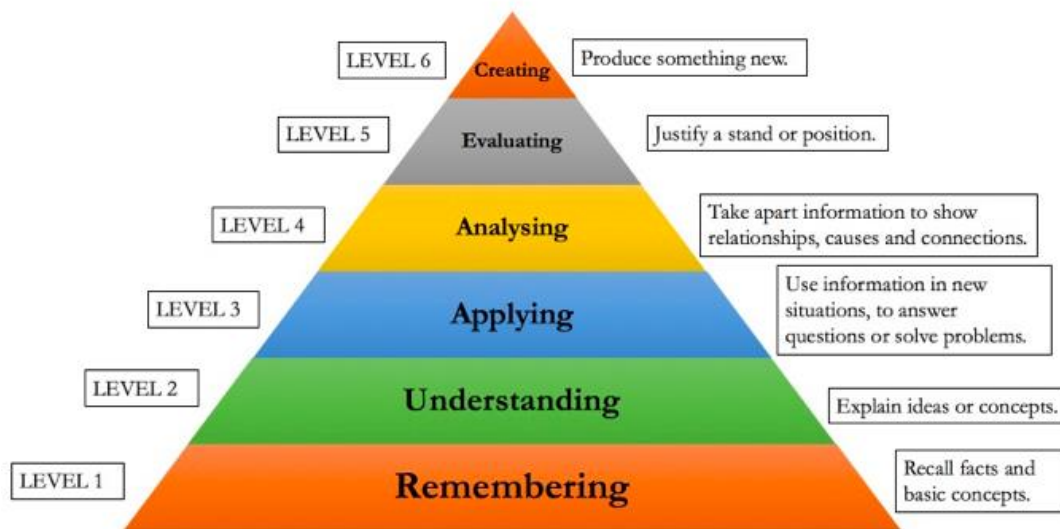 LEVEL 6
Creating
Produce something new.
LEVEL 5
Evaluating
Justify a stand or position.
LEVEL 4
Analysing
Take apart information to show
relationships, causes and connections.
LEVEL 3
Applying
Use information in new
situations, to answer
questions or solve problems.
LEVEL 2
Understanding
Explain ideas or concepts.
LEVEL 1
Remembering
Recall facts and
basic concepts.